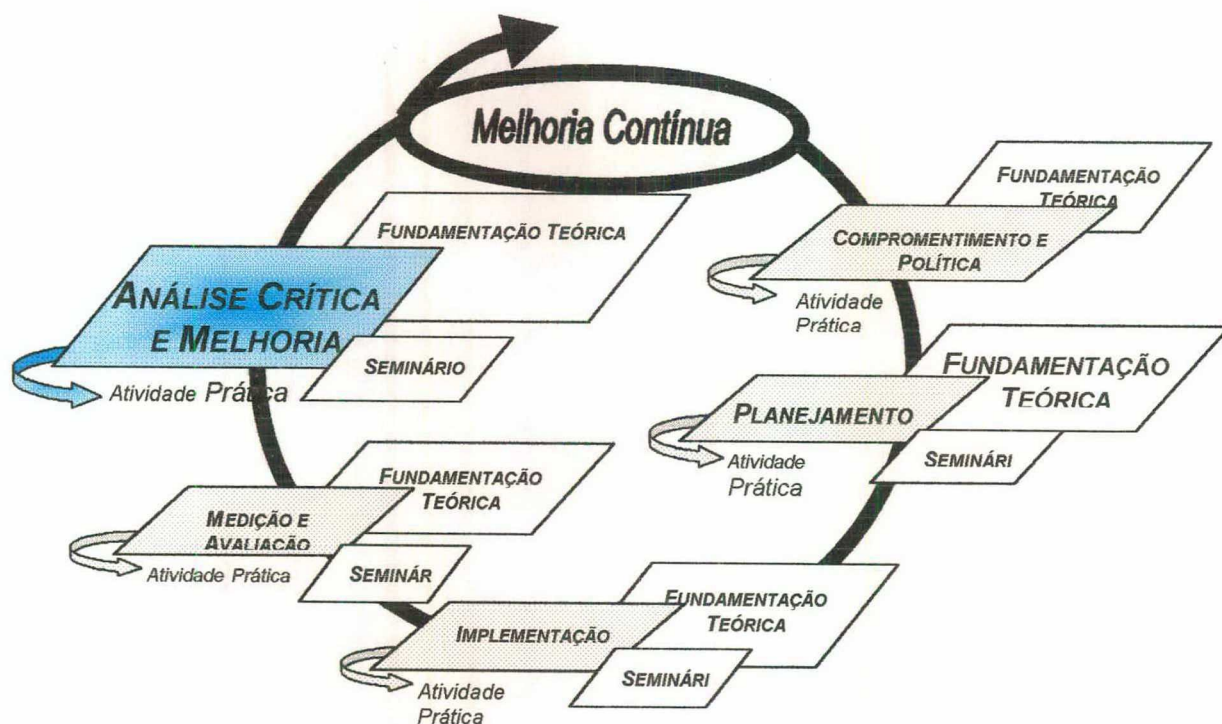 Melhoria Contínua
FUNDAMENTAÇÃO
TEÓRICA
COMPROMENTIMENTO E
POLÍTICA
Atividade
Prática
FUNDAMENTAÇÃO
TEÓRICA
PLANEJAMENTO
SEMINÁRI
Atividade
Prática
FUNDAMENTAÇÃO
TEÓRICA
IMPLEMENTAÇÃO
SEMINÁRI
Atividade
Prática
FUNDAMENTAÇÃO
TEÓRICA
MEDIÇÃO E
AVALIAÇÃO
SEMINÁR
Atividade Prática
FUNDAMENTAÇÃO TEÓRICA
ANÁLISE CRÍTICA
E MELHORIA
SEMINÁRIO
Atividade Prática